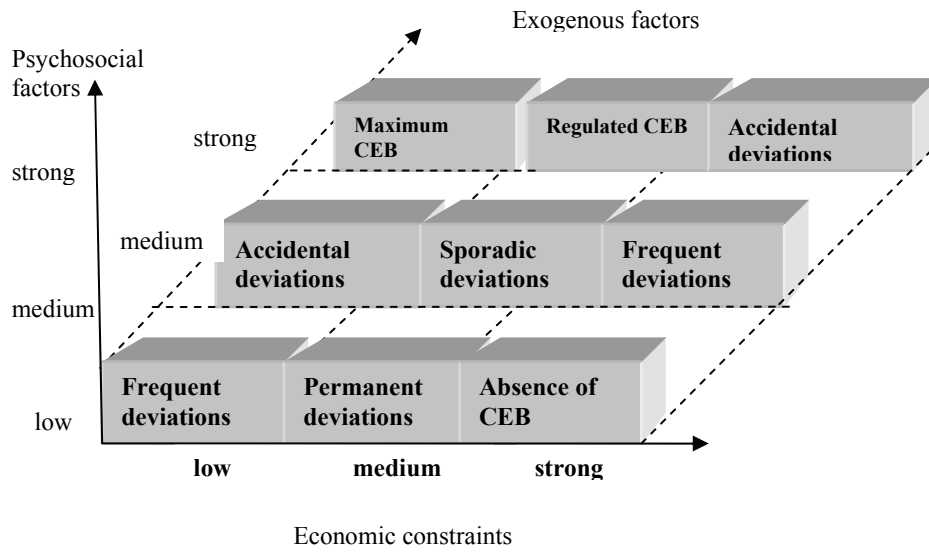 Exogenous factors
Psychosocial
factors
strong
Maximum
CEB
Regulated CEB
Accidental
deviations
strong
medium
Accidental
deviations
Sporadic
deviations
Frequent
deviations
medium
Frequent
deviations
Permanent
deviations
Absence of
CEB
low
low
medium
strong
Economic constraints